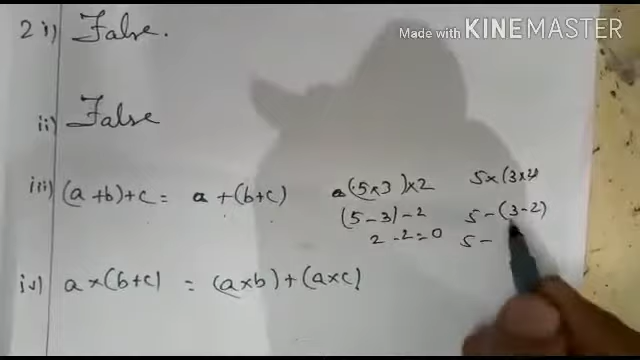 Made with KINEMASTER
2 i) False.
ii) False
iii) (a+b)+c = a+(b+c)
(5×3)×2 5×(3×2)
(5-3)-2 5-(3-2)
2-2=0 5-
iv) a×(b+c) = (a×b)+(a×c)